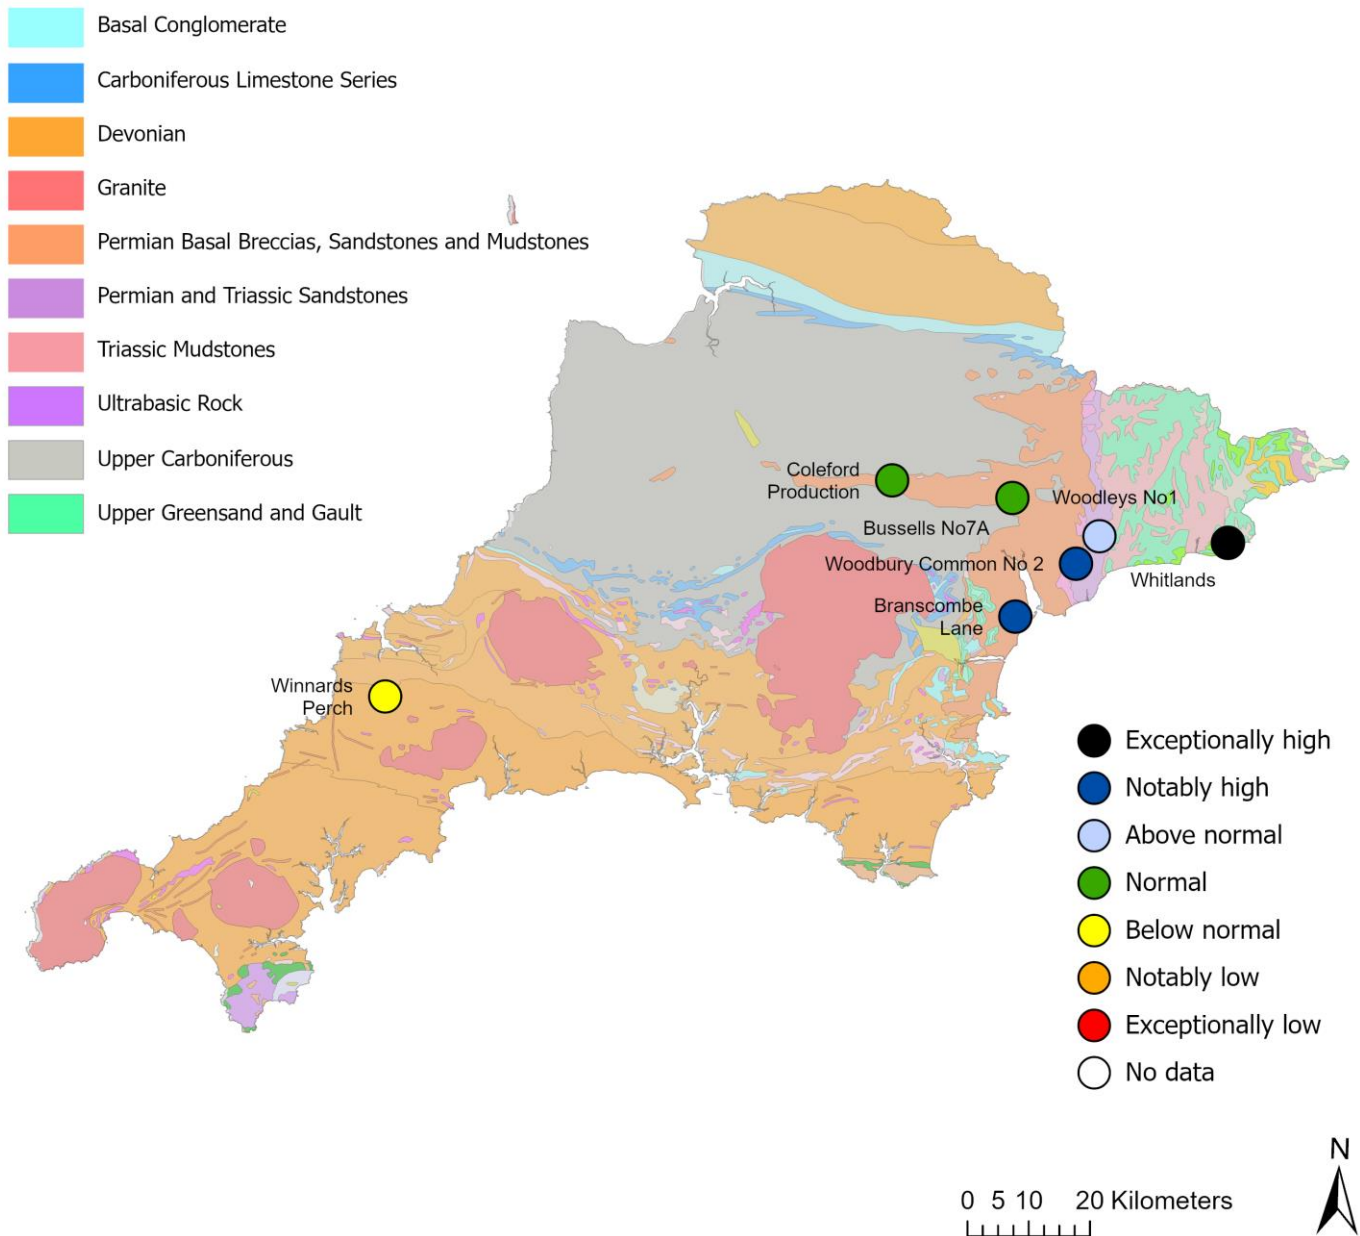 Basal Conglomerate
Carboniferous Limestone Series
Devonian
Granite
Permian Basal Breccias, Sandstones and Mudstones
Permian and Triassic Sandstones
Triassic Mudstones
Ultrabasic Rock
Upper Carboniferous
Upper Greensand and Gault
Coleford
Production
Woodleys No1
Bussells No7A
Woodbury Common No 2
Whitlands
Branscombe
Lane
Winnards
Perch
Exceptionally high
Notably high
Above normal
Normal
Below normal
Notably low
Exceptionally low
No data
N
0 5 10 20 Kilometers